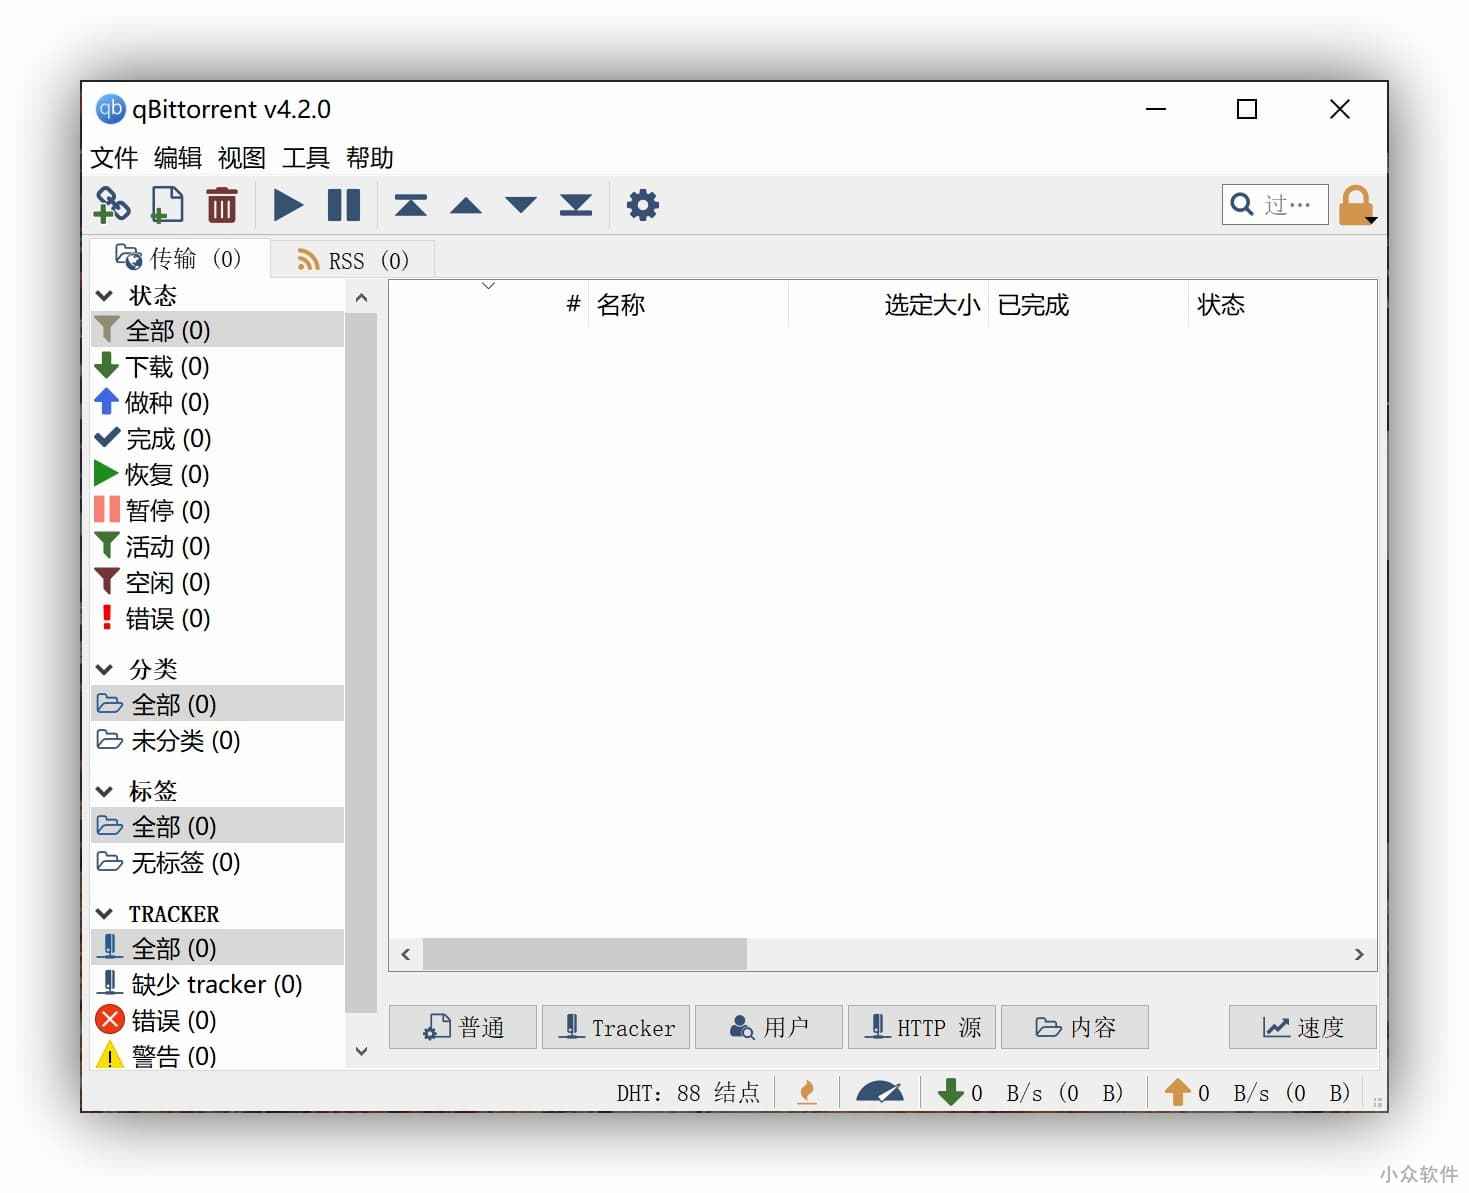 qb qBittorrent v4.2.0
文件 编辑 视图 工具 帮助
过…
传输 (0) RSS (0)
状态
全部 (0)
下载 (0)
做种 (0)
完成 (0)
恢复 (0)
暂停 (0)
活动 (0)
空闲 (0)
错误 (0)
分类
全部 (0)
未分类 (0)
标签
全部 (0)
无标签 (0)
TRACKER
全部 (0)
缺少 tracker (0)
错误 (0)
警告 (0)
# 名称 选定大小 已完成 状态
普通 Tracker 用户 HTTP 源 内容 速度
DHT: 88 结点 0 B/s (0 B) 0 B/s (0 B)
小众软件